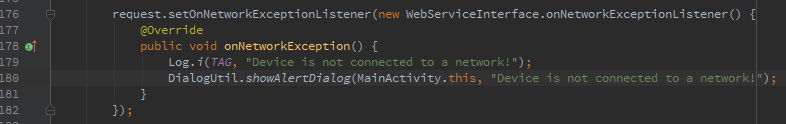 176 request.setOnNetworkExceptionListener(new WebServiceInterface.onNetworkExceptionListener() {
177 @Override
178 public void onNetworkException() {
179 Log.i(TAG, "Device is not connected to a network!");
180 DialogUtil.showAlertDialog(MainActivity.this, "Device is not connected to a network!");
181 }
182 });